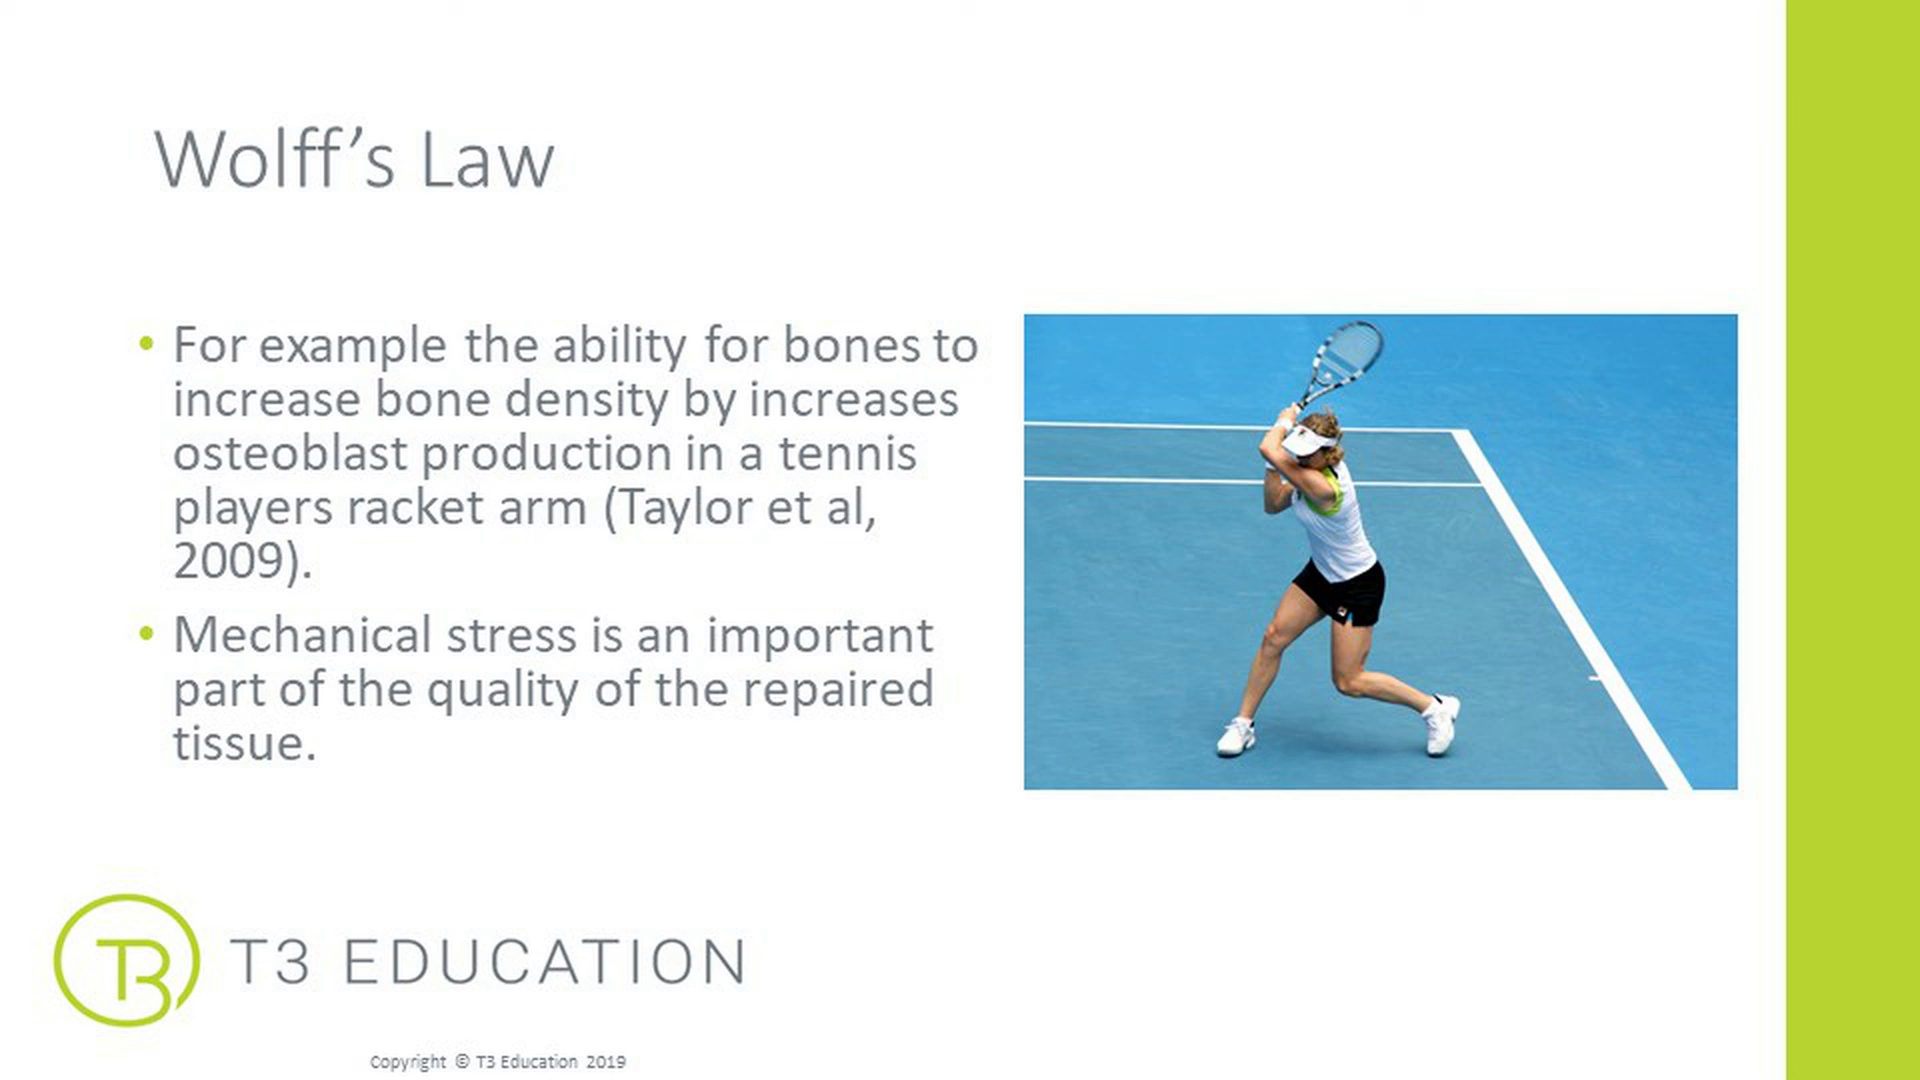 Wolff’s Law
• For example the ability for bones to
increase bone density by increases
osteoblast production in a tennis
players racket arm (Taylor et al,
2009).
• Mechanical stress is an important
part of the quality of the repaired
tissue.
T3 EDUCATION
Copyright © T3 Education 2019